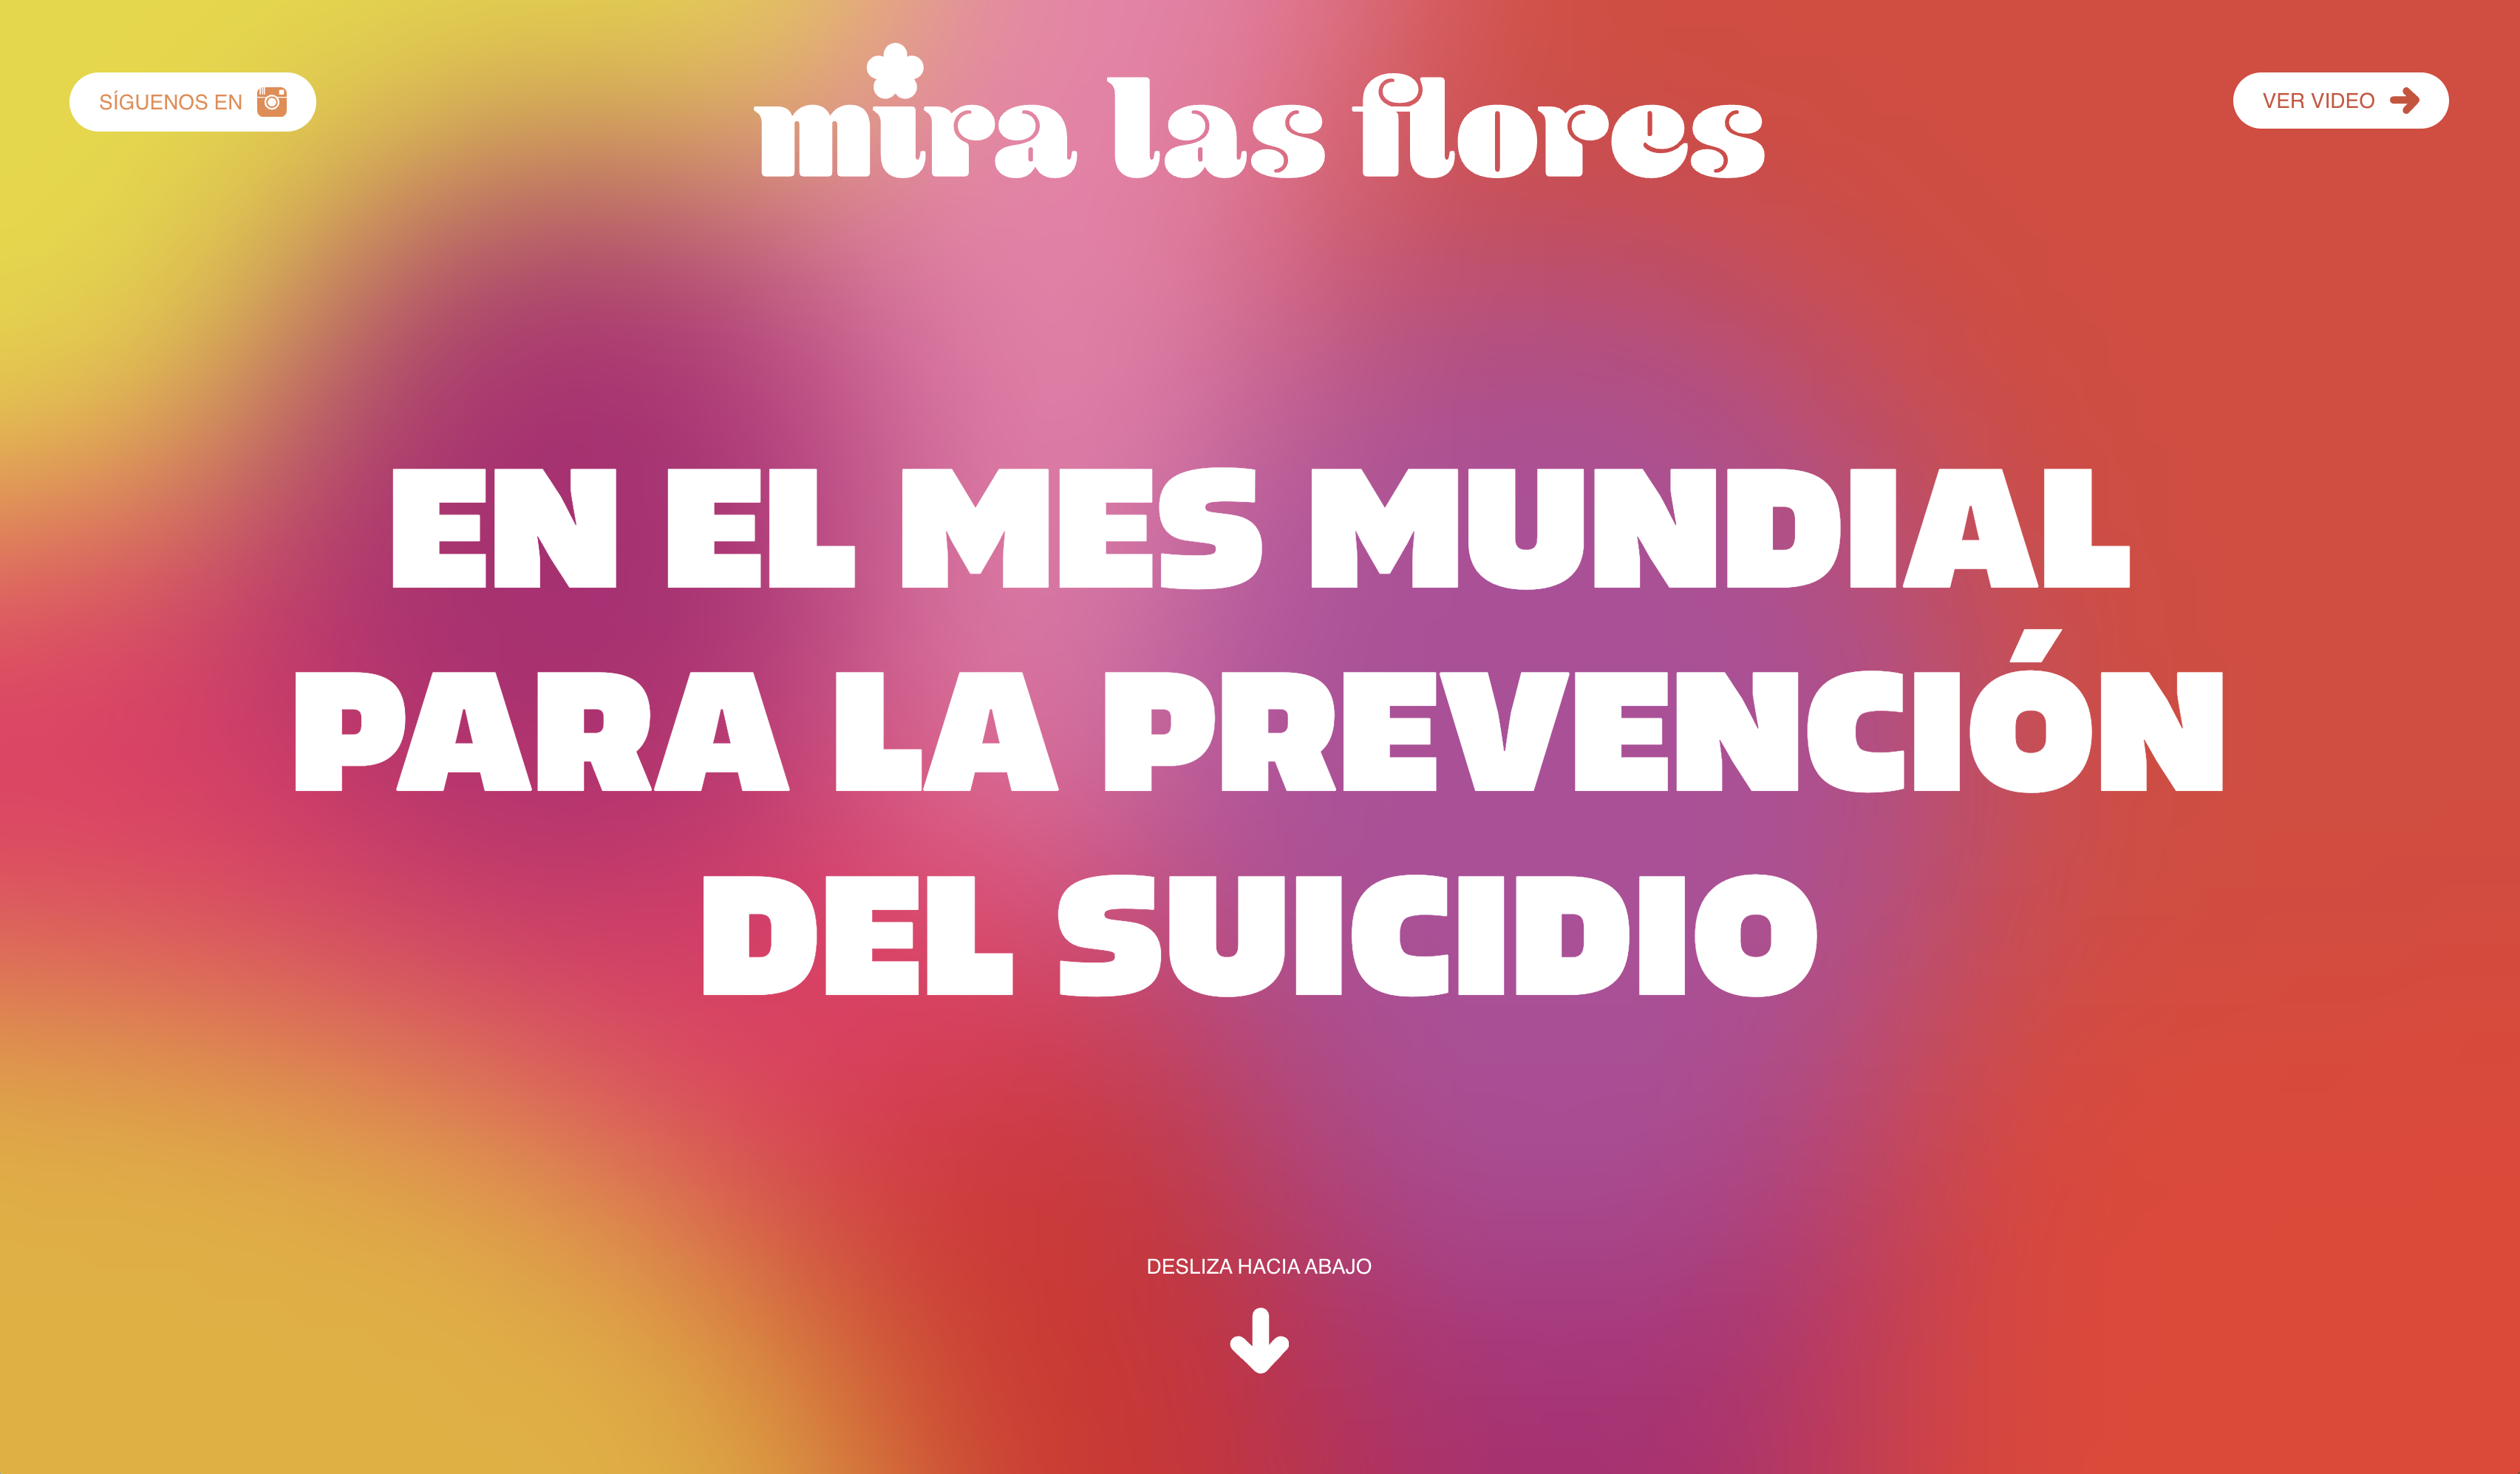 SÍGUENOS EN
mira las flores
VER VIDEO
EN EL MES MUNDIAL
PARA LA PREVENCIÓN
DEL SUICIDIO
DESLIZA HACIA ABAJO